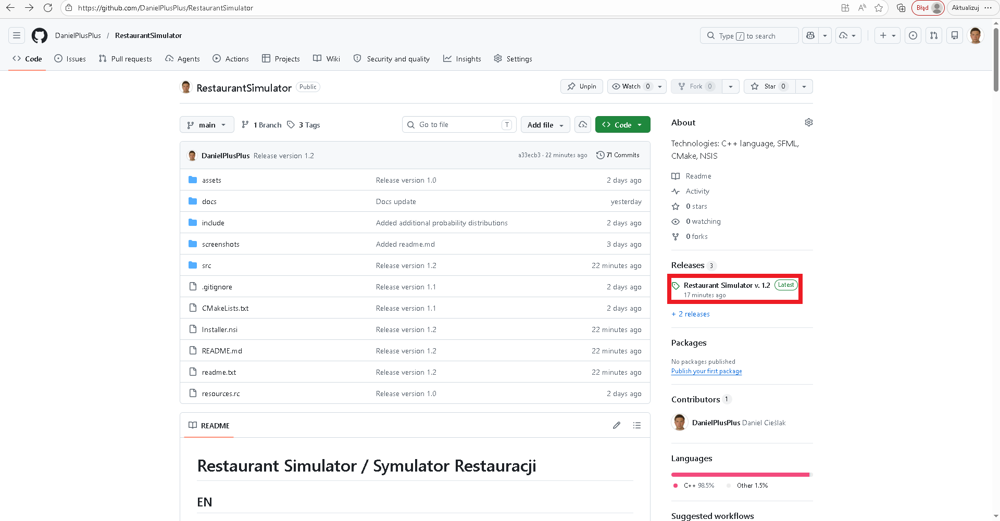 https://github.com/DanielPlusPlus/RestaurantSimulator
Błąd
Aktualizuj
DanielPlusPlus / RestaurantSimulator
Type / to search
Code
Issues
Pull requests
Agents
Actions
Projects
Wiki
Security and quality
Insights
Settings
RestaurantSimulator Public
Unpin
Watch 0
Fork 0
Star 0
main
1 Branch
3 Tags
Go to file T
Add file
Code
DanielPlusPlus Release version 1.2 a33ecb3 · 22 minutes ago 71 Commits
assets Release version 1.0 2 days ago
docs Docs update yesterday
include Added additional probability distributions 2 days ago
screenshots Added readme.md 3 days ago
src Release version 1.2 22 minutes ago
.gitignore Release version 1.1 2 days ago
CMakeLists.txt Release version 1.1 2 days ago
Installer.nsi Release version 1.2 22 minutes ago
README.md Release version 1.2 22 minutes ago
readme.txt Release version 1.2 22 minutes ago
resources.rc Release version 1.0 2 days ago
README
Restaurant Simulator / Symulator Restauracji
EN
About
Technologies: C++ language, SFML,
CMake, NSIS
Readme
Activity
0 stars
0 watching
0 forks
Releases 3
Restaurant Simulator v. 1.2 Latest
17 minutes ago
+ 2 releases
Packages
No packages published
Publish your first package
Contributors 1
DanielPlusPlus Daniel Cieślak
Languages
C++ 98.5% Other 1.5%
Suggested workflows